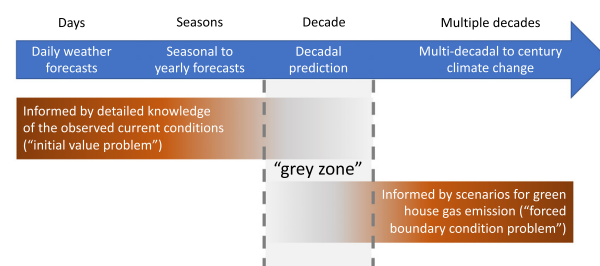 Days
Seasons
Decade
Multiple decades
Daily weather
forecasts
Seasonal to
yearly forecasts
Decadal
prediction
Multi-decadal to century
climate change
Informed by detailed knowledge
of the observed current conditions
(“initial value problem”)
“grey zone”
Informed by scenarios for green
house gas emission (“forced
boundary condition problem”)